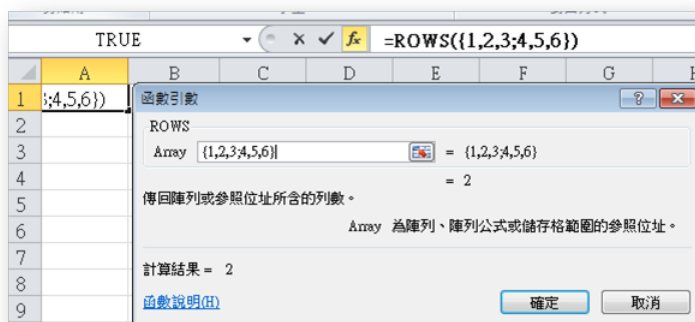 TRUE fx =ROWS({1,2,3;4,5,6})
A B C D E F G
1 ;4,5,6})
函數引數
2 ROWS
3 Array {1,2,3;4,5,6} = {1,2,3;4,5,6}
4 = 2
5 傳回陣列或參照位址所含的列數。
6 Array 為陣列、陣列公式或儲存格範圍的參照位址。
7
8 計算結果 = 2
9 函數說明(H) 確定 取消